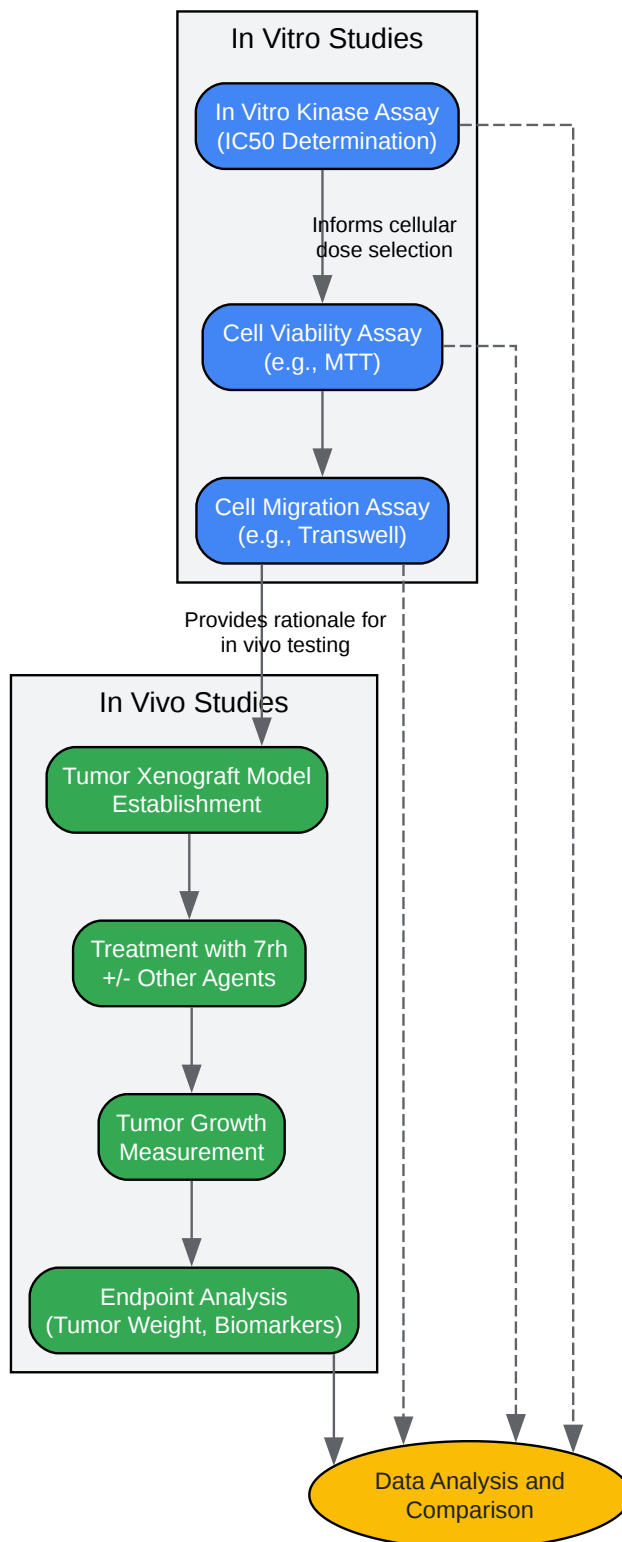 In Vitro Studies
In Vitro Kinase Assay
(IC50 Determination)
Informs cellular
dose selection
Cell Viability Assay
(e.g., MTT)
Cell Migration Assay
(e.g., Transwell)
Provides rationale for
in vivo testing
In Vivo Studies
Tumor Xenograft Model
Establishment
Treatment with 7rh
+/- Other Agents
Tumor Growth
Measurement
Endpoint Analysis
(Tumor Weight, Biomarkers)
Data Analysis and
Comparison